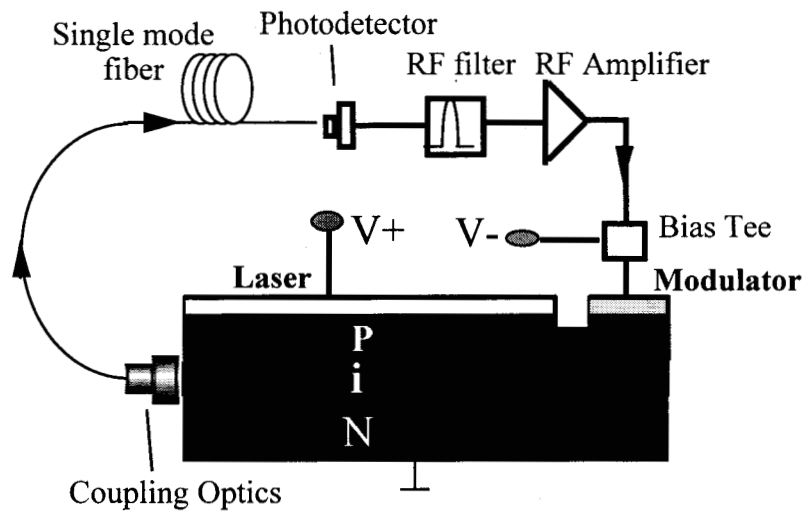 Single mode
fiber
Photodetector
RF filter
RF Amplifier
V+
V-
Bias Tee
Laser
Modulator
P
i
N
Coupling Optics